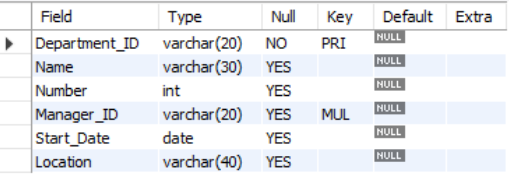 Field Type Null Key Default Extra
Department_ID varchar(20) NO PRI NULL
Name varchar(30) YES NULL
Number int YES NULL
Manager_ID varchar(20) YES MUL NULL
Start_Date date YES NULL
Location varchar(40) YES NULL